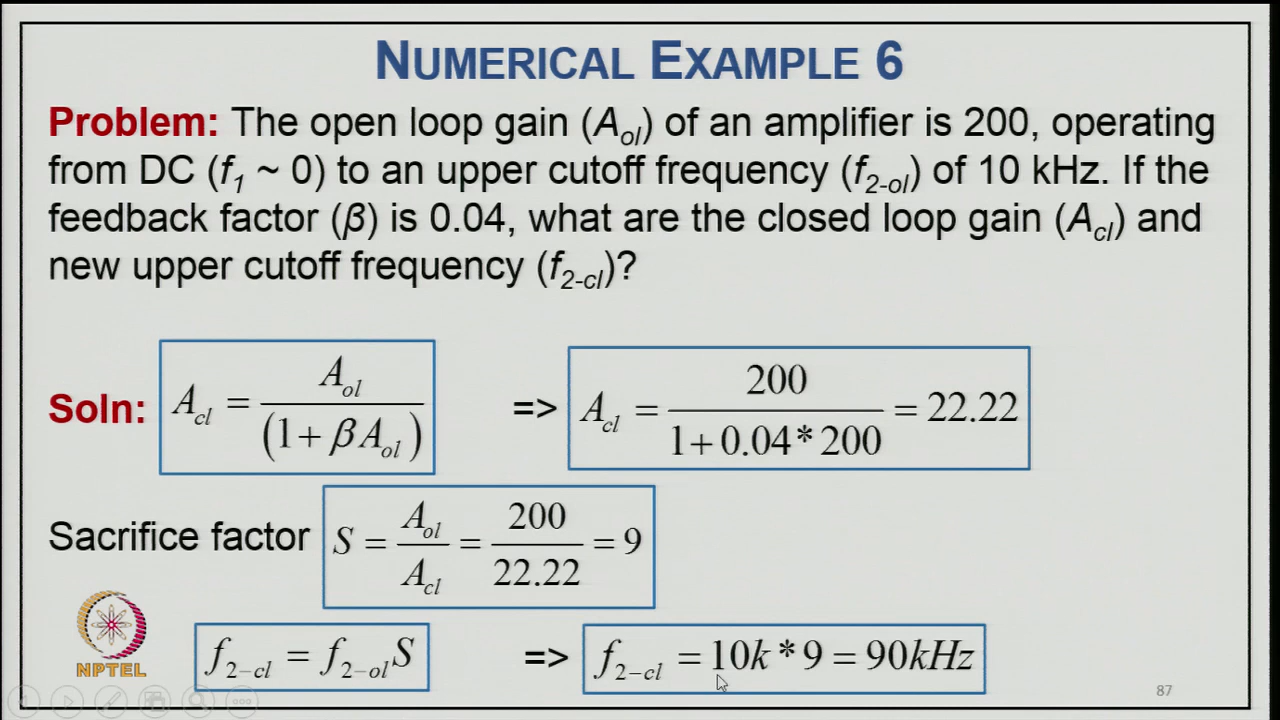 NUMERICAL EXAMPLE 6
Problem: The open loop gain (A_ol) of an amplifier is 200, operating
from DC (f_1 ~ 0) to an upper cutoff frequency (f_2-ol) of 10 kHz. If the
feedback factor (β) is 0.04, what are the closed loop gain (A_cl) and
new upper cutoff frequency (f_2-cl)?
Soln: A_cl = A_ol / (1 + βA_ol) => A_cl = 200 / 1 + 0.04 * 200 = 22.22
Sacrifice factor S = A_ol / A_cl = 200 / 22.22 = 9
f_2-cl = f_2-ol S => f_2-cl = 10k * 9 = 90kHz
NPTEL
87